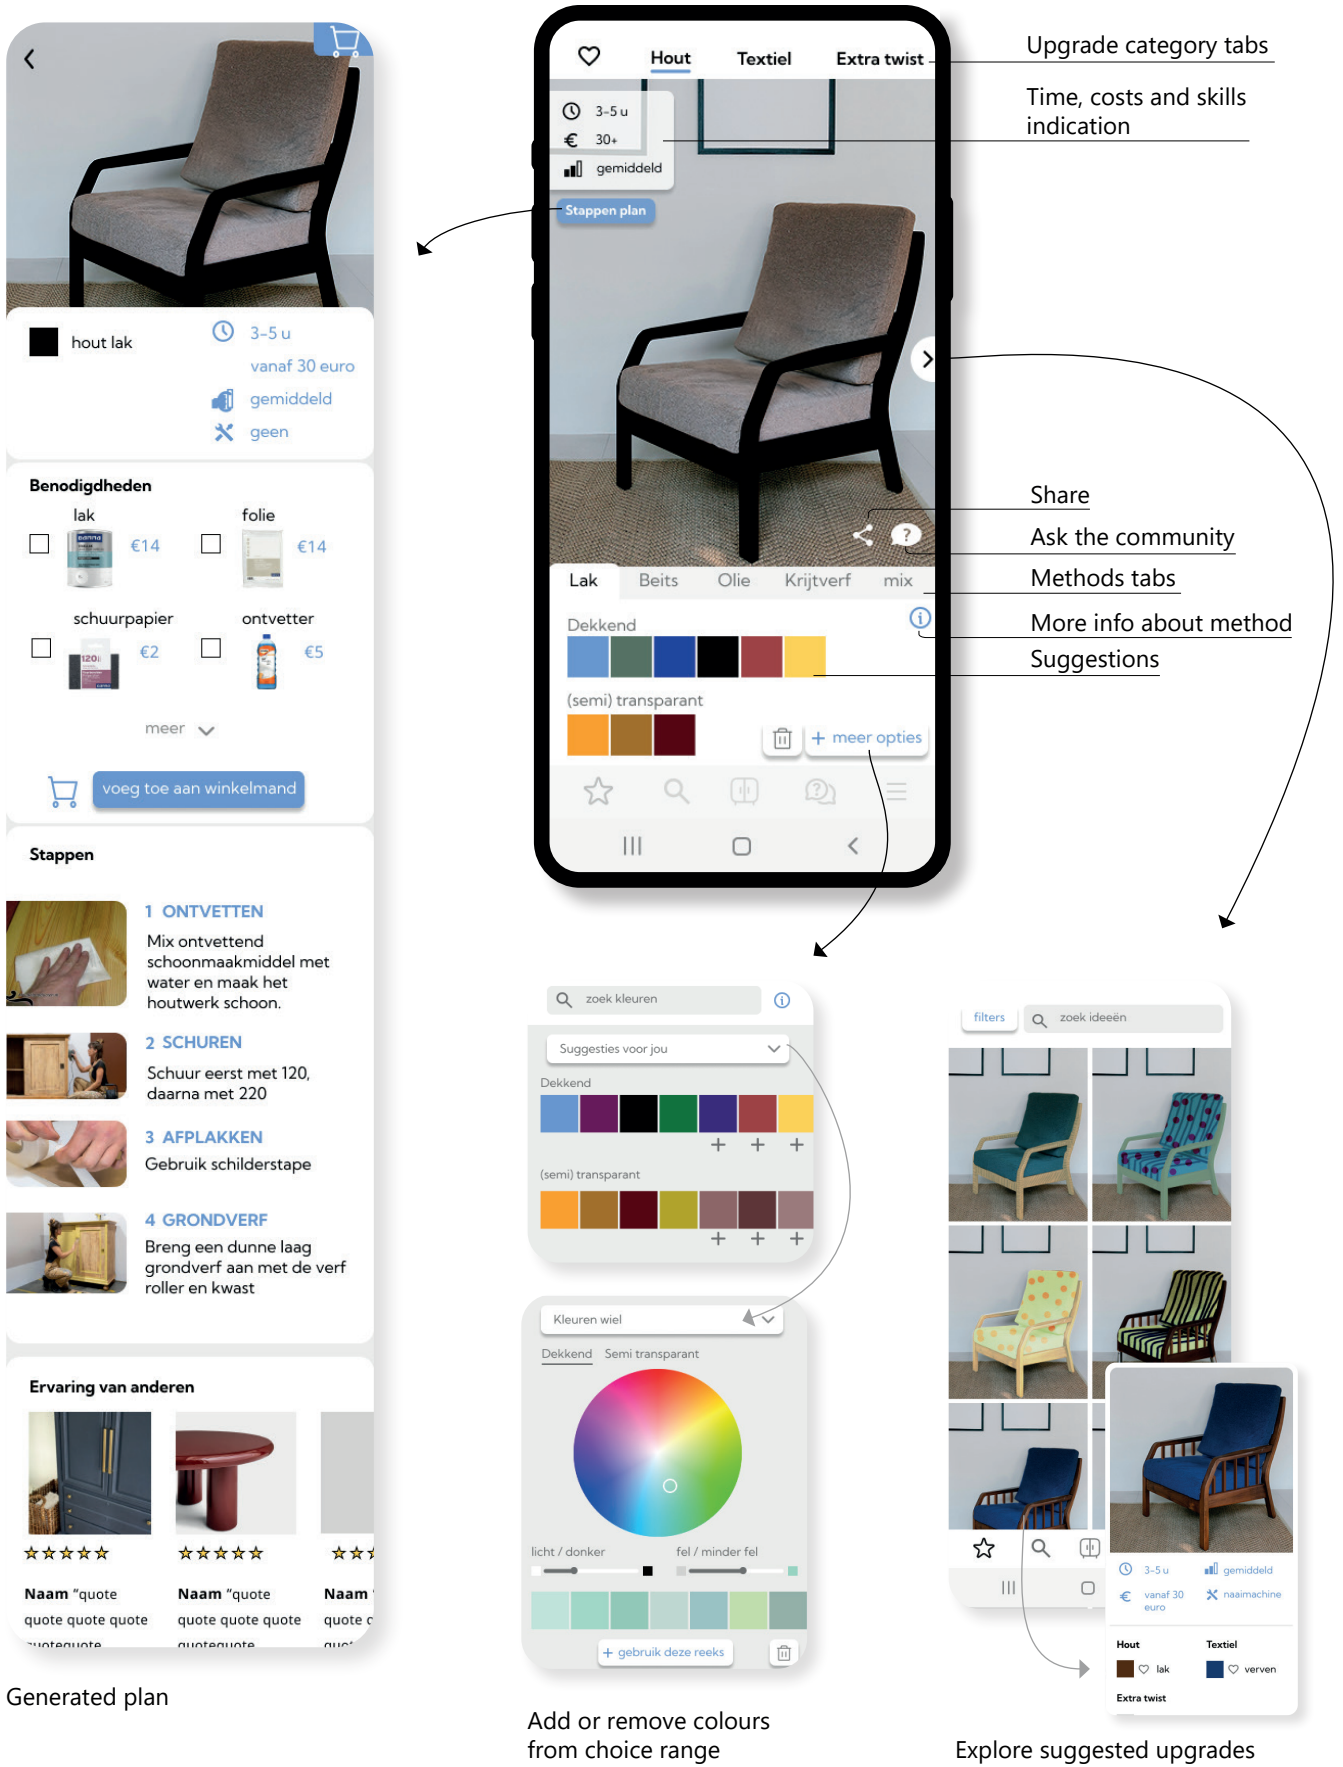 Hout
Textiel
Extra twist
3-5 u
30+
gemiddeld
Stappen plan
Lak
Beits
Olie
Krijtverf
mix
Dekkend
(semi) transparant
+ meer opties
Upgrade category tabs
Time, costs and skills
indication
Share
Ask the community
Methods tabs
More info about method
Suggestions
hout lak
3-5 u
vanaf 30 euro
gemiddeld
geen
Benodigdheden
lak
€14
folie
€14
schuurpapier
120
€2
ontvetter
€5
meer
voeg toe aan winkelmand
Stappen
1 ONTVETTEN
Mix ontvettend
schoonmaakmiddel met
water en maak het
houtwerk schoon.
2 SCHUREN
Schuur eerst met 120,
daarna met 220
3 AFPLAKKEN
Gebruik schilderstape
4 GRONDVERF
Breng een dunne laag
grondverf aan met de verf
roller en kwast
Ervaring van anderen
Naam "quote
quote quote quote
quotequote
Naam "quote
quote quote quote
quotequote
Naam "
quote
Generated plan
zoek kleuren
Suggesties voor jou
Dekkend
+ + +
(semi) transparant
+ + +
Kleuren wiel
Dekkend
Semi transparant
licht / donker
fel / minder fel
+ gebruik deze reeks
Add or remove colours
from choice range
filters
zoek ideeën
3-5 u
gemiddeld
€ vanaf 30
euro
naaimachine
Hout
Textiel
lak
verven
Extra twist
Explore suggested upgrades